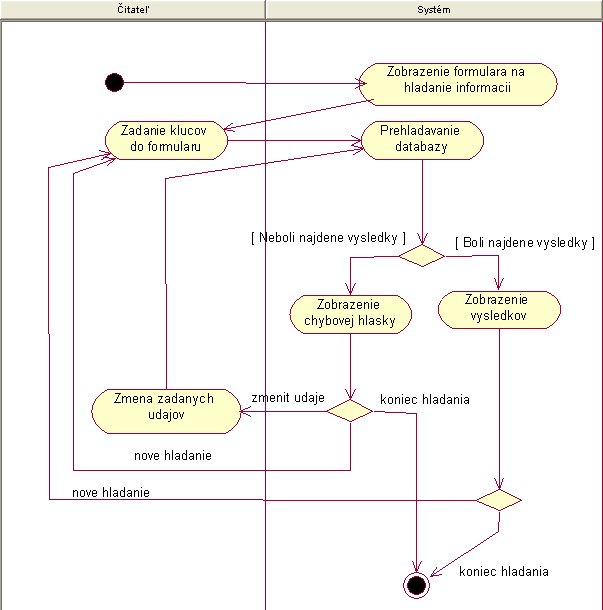 Čitateľ
Systém
Zobrazenie formulara na
hladanie informacii
Zadanie klucov
do formularu
Prehladavanie
databazy
[ Neboli najdene vysledky ]
[ Boli najdene vysledky ]
Zobrazenie
chybovej hlasky
Zobrazenie
vysledkov
Zmena zadanych
udajov
zmenit udaje
koniec hladania
nove hladanie
nove hladanie
koniec hladania